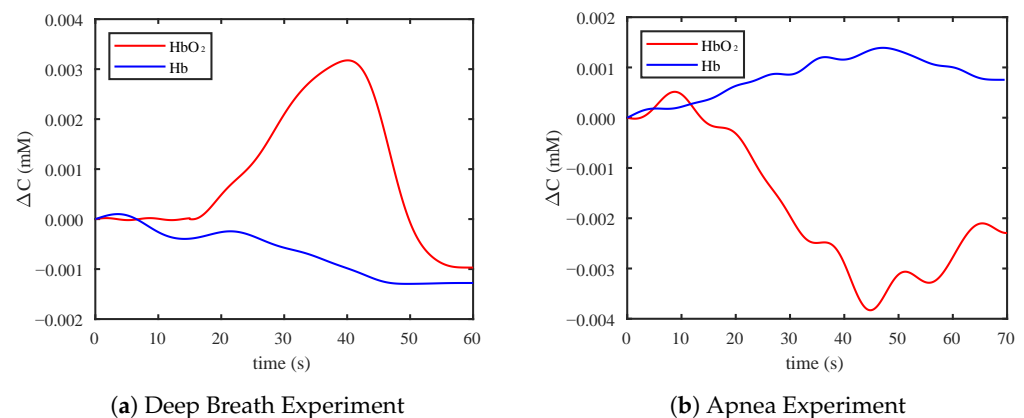 0.004
0.003
0.002
0.001
0.000
−0.001
−0.002
ΔC (mM)
HbO₂
Hb
0 10 20 30 40 50 60
time (s)
(a) Deep Breath Experiment
0.002
0.001
0.000
−0.001
−0.002
−0.003
−0.004
ΔC (mM)
HbO₂
Hb
0 10 20 30 40 50 60 70
time (s)
(b) Apnea Experiment